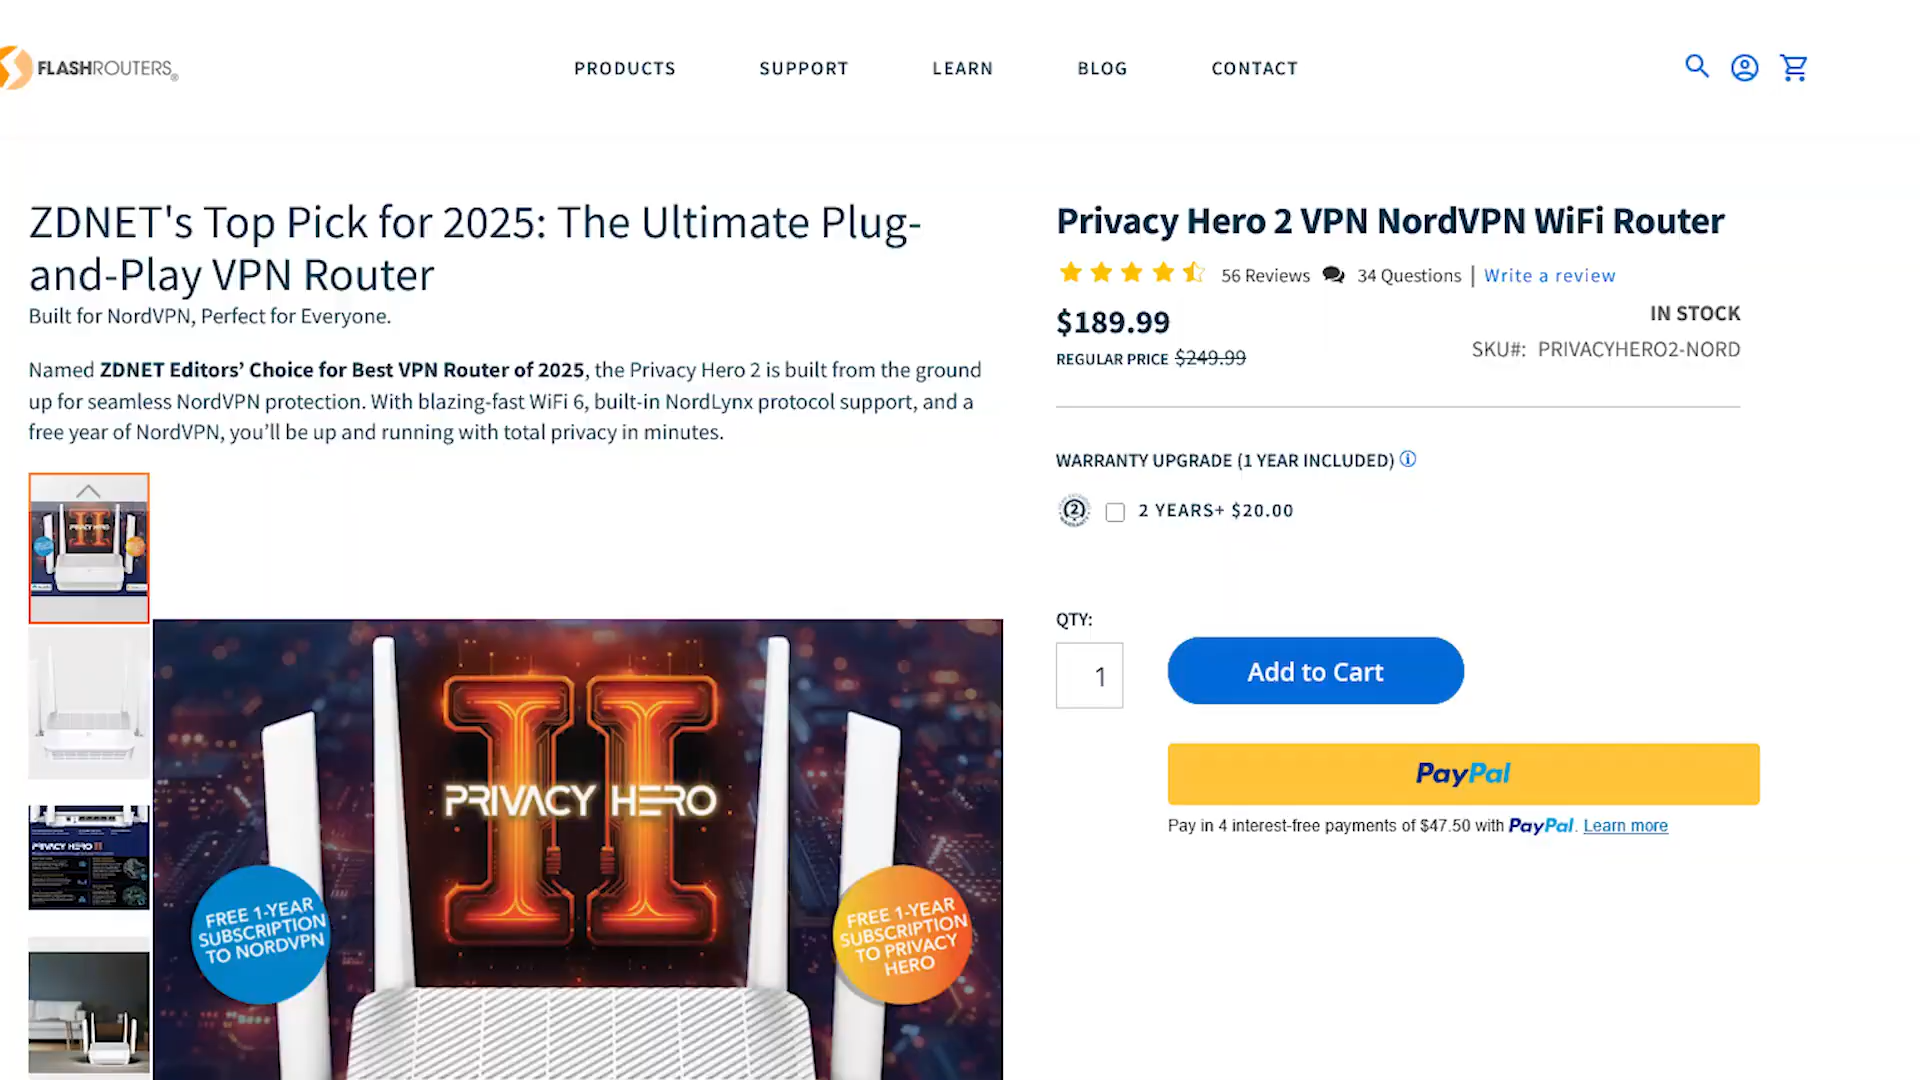 FLASHROUTERS®
PRODUCTS
SUPPORT
LEARN
BLOG
CONTACT
ZDNET's Top Pick for 2025: The Ultimate Plug-
and-Play VPN Router
Built for NordVPN, Perfect for Everyone.
Named ZDNET Editors’ Choice for Best VPN Router of 2025, the Privacy Hero 2 is built from the ground
up for seamless NordVPN protection. With blazing-fast WiFi 6, built-in NordLynx protocol support, and a
free year of NordVPN, you’ll be up and running with total privacy in minutes.
PRIVACY HERO
PRIVACY HERO II
II
PRIVACY HERO
FREE 1-YEAR
SUBSCRIPTION
TO NORDVPN
FREE 1-YEAR
SUBSCRIPTION
TO PRIVACY
HERO
Privacy Hero 2 VPN NordVPN WiFi Router
56 Reviews 34 Questions | Write a review
$189.99
IN STOCK
REGULAR PRICE $249.99
SKU#: PRIVACYHERO2-NORD
WARRANTY UPGRADE (1 YEAR INCLUDED)
2
2 YEARS+ $20.00
QTY:
1
Add to Cart
PayPal
Pay in 4 interest-free payments of $47.50 with PayPal. Learn more